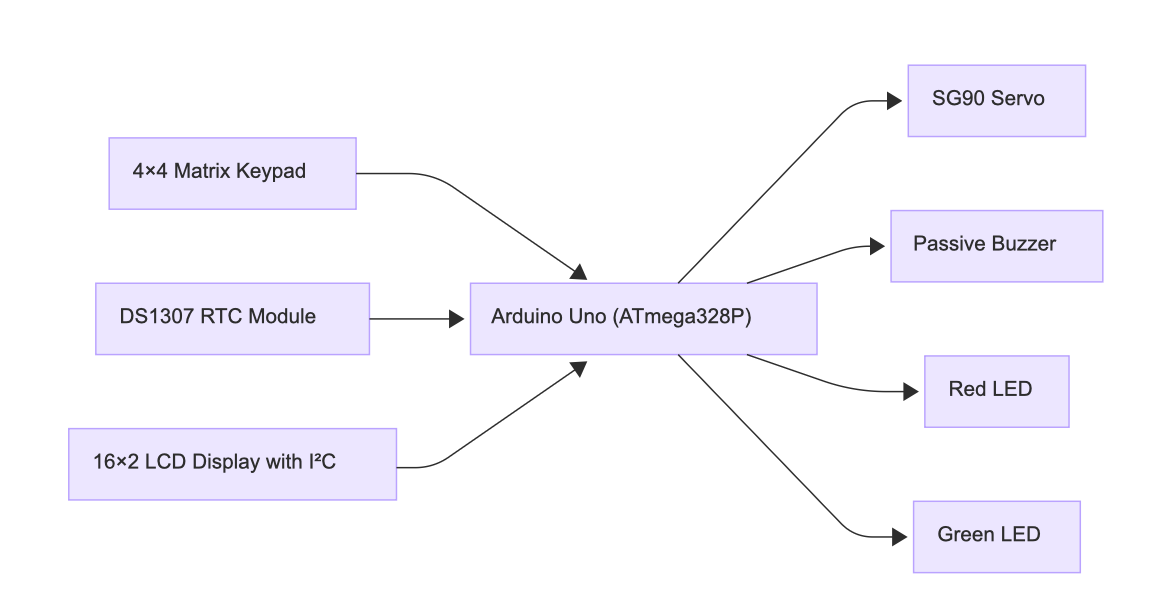 4×4 Matrix Keypad
DS1307 RTC Module
16×2 LCD Display with I²C
Arduino Uno (ATmega328P)
SG90 Servo
Passive Buzzer
Red LED
Green LED